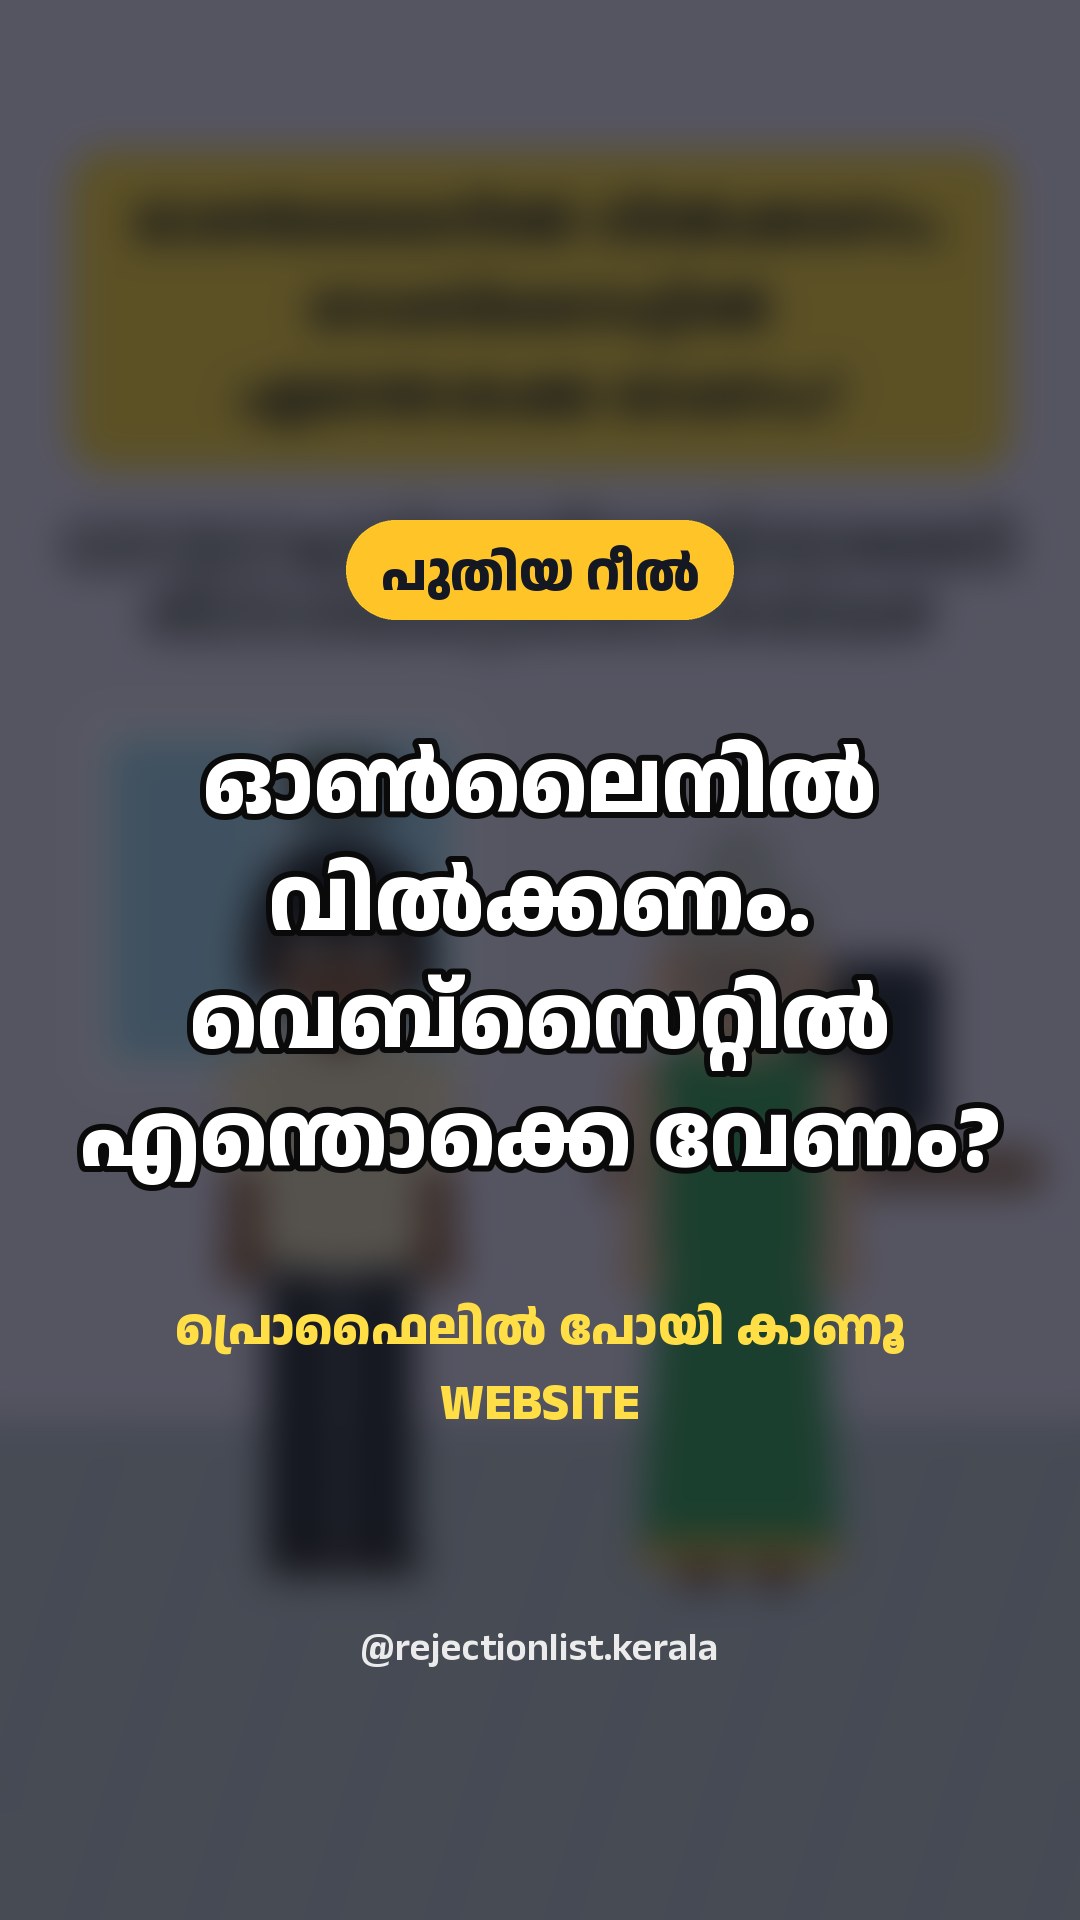 പുതിയ റീൽ
ഓൺലൈനിൽ
വിൽക്കണം.
വെബ്സൈറ്റിൽ
എന്തൊക്കെ വേണം?
പ്രൊഫൈലിൽ പോയി കാണൂ
WEBSITE
@rejectionlist.kerala